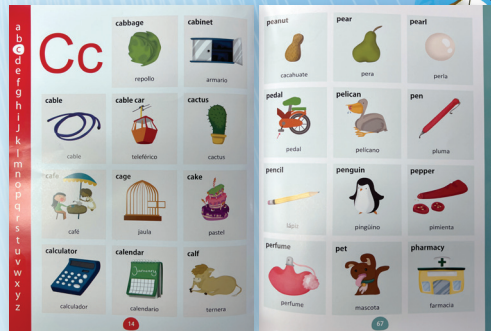 a
b
c
d
e
f
g
h
i
J
k
l
m
n
o
p
q
r
s
t
u
v
w
x
y
z
Cc
cabbage
repollo
cabinet
armario
cable
cable
cable car
teleférico
cactus
cactus
cafe
café
cage
jaula
cake
pastel
calculator
calculador
calendar
January
calendario
calf
ternera
14
peanut
cacahuate
pear
pera
pearl
perla
pedal
pedal
pelican
pelícano
pen
pluma
pencil
lápiz
penguin
pingüino
pepper
pimienta
perfume
perfume
pet
mascota
pharmacy
farmacia
67